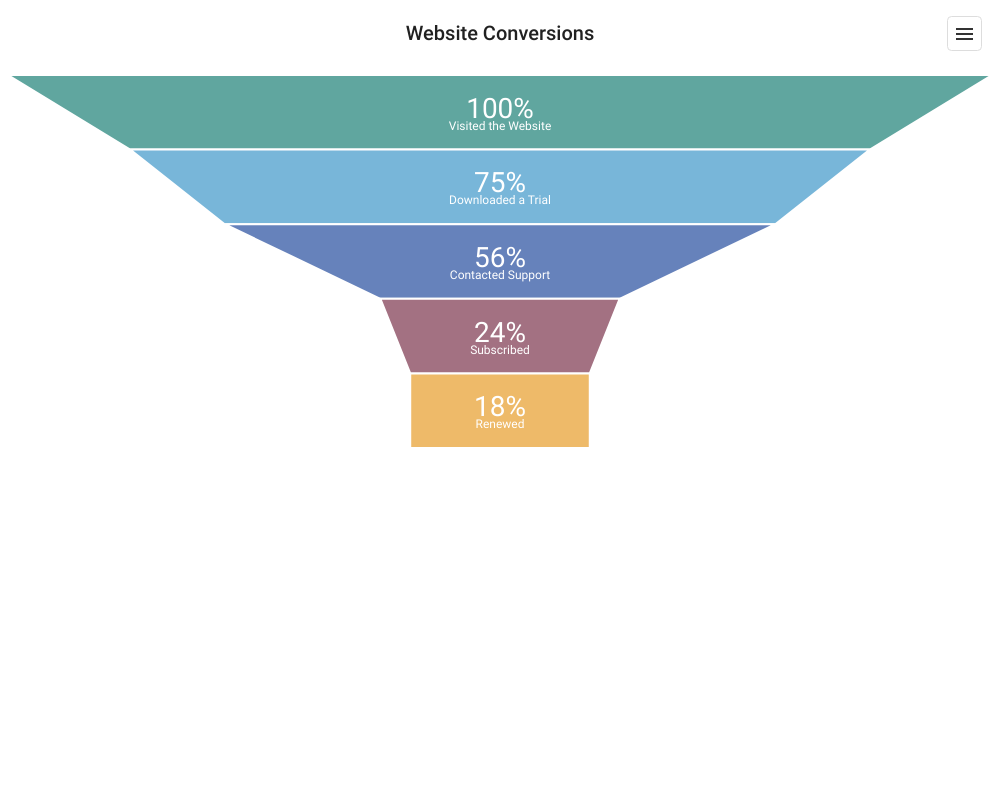 Website Conversions
100%
Visited the Website
75%
Downloaded a Trial
56%
Contacted Support
24%
Subscribed
18%
Renewed